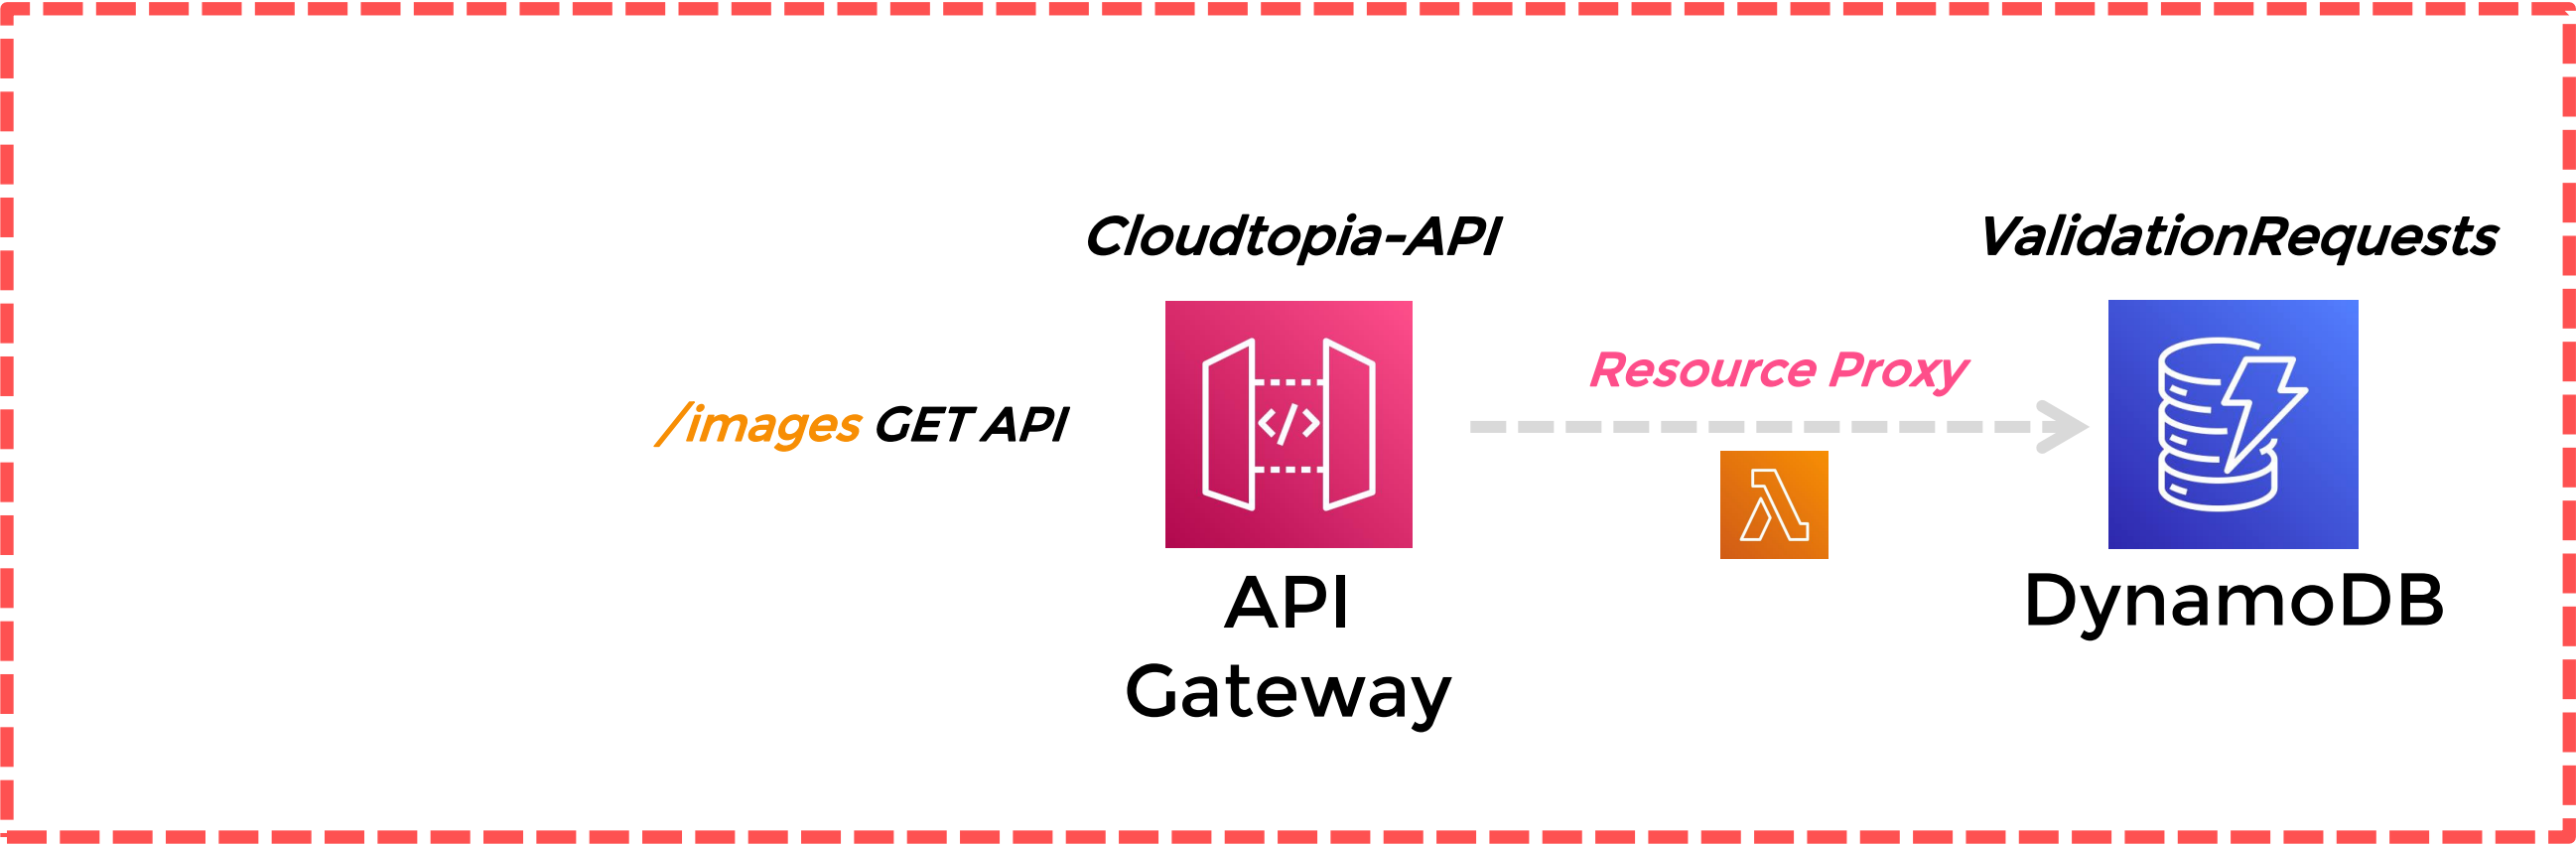 Cloudtopia-API
ValidationRequests
Resource Proxy
/images GET API
</>
API
Gateway
DynamoDB